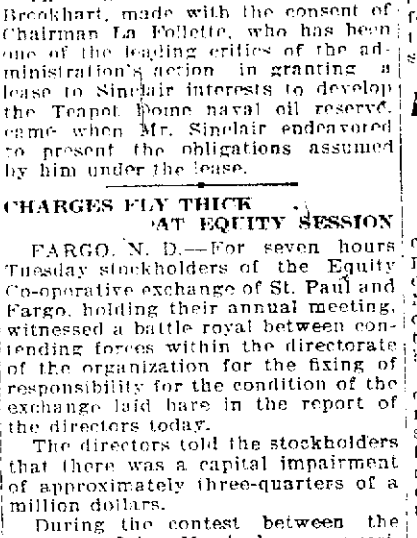 Brookhart, made with the consent of
Chairman La Follette, who has been
one of the leading critics of the ad-
ministration's action in granting a
lease to Sinclair interests to develop
the Teapot Dome naval oil reserve,
came when Mr. Sinclair endeavored
to present the obligations assumed
by him under the lease.
CHARGES FLY THICK
AT EQUITY SESSION
FARGO, N. D.—For seven hours
Tuesday stockholders of the Equity
Co-operative exchange of St. Paul and
Fargo, holding their annual meeting,
witnessed a battle royal between con-
tending forces within the directorate
of the organization for the fixing of
responsibility for the condition of the
exchange laid bare in the report of
the directors today.
The directors told the stockholders
that there was a capital impairment
of approximately three-quarters of a
million dollars.
During the contest between the